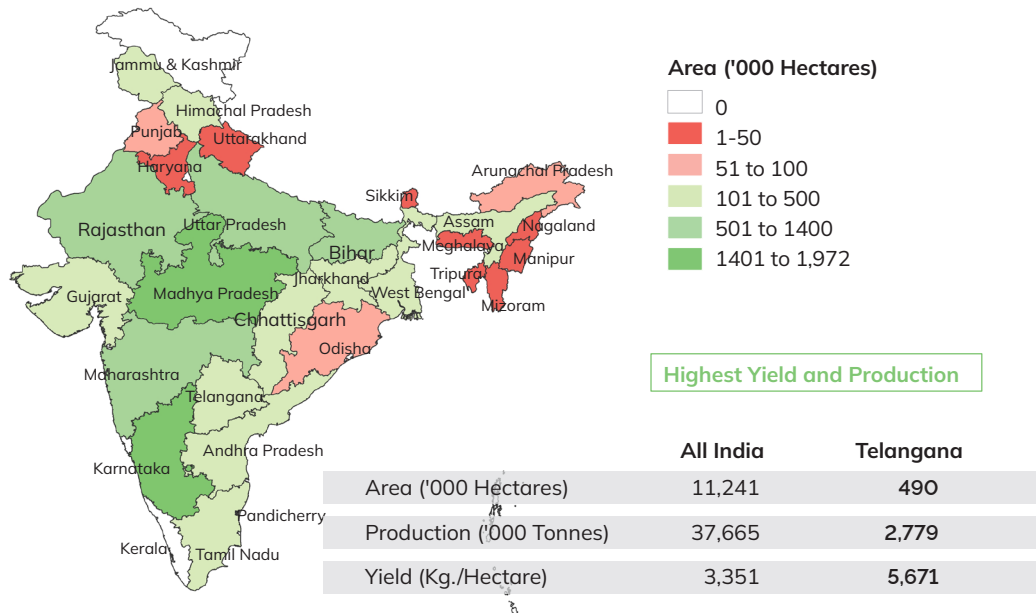 Jammu & Kashmir
Himachal Pradesh
Punjab
Uttarakhand
Haryana
Arunachal Pradesh
Sikkim
Rajasthan
Uttar Pradesh
Assam
Nagaland
Bihar
Meghalaya
Manipur
Tripura
Jharkhand
Gujarat
Madhya Pradesh
West Bengal
Mizoram
Chhattisgarh
Odisha
Maharashtra
Telangana
Andhra Pradesh
Karnataka
Pandicherry
Kerala
Tamil Nadu
Area ('000 Hectares)
0
1-50
51 to 100
101 to 500
501 to 1400
1401 to 1,972
Highest Yield and Production
All India Telangana
Area ('000 Hectares) 11,241 490
Production ('000 Tonnes) 37,665 2,779
Yield (Kg./Hectare) 3,351 5,671